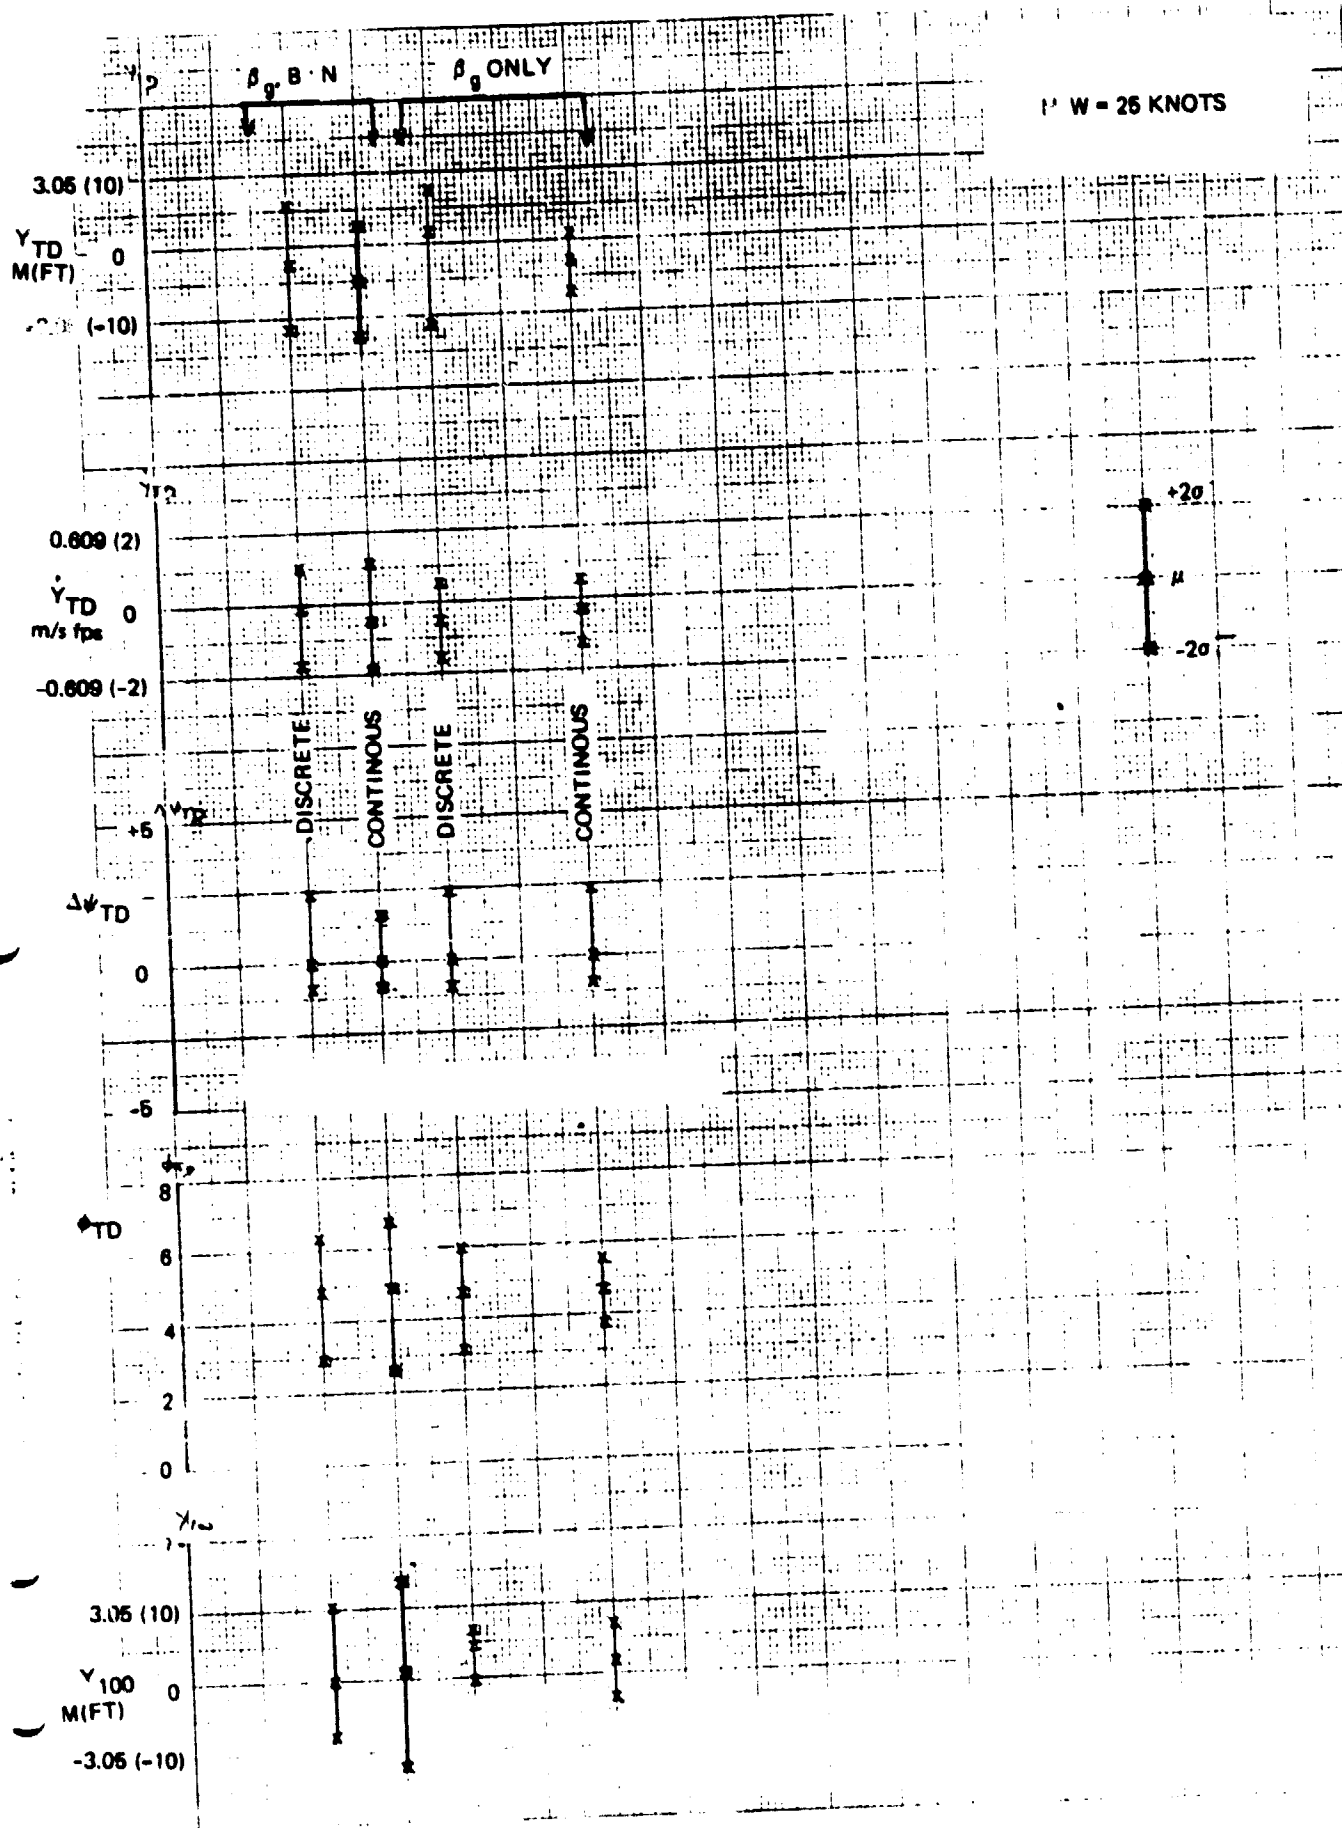 β_g, B · N
β_g ONLY
W = 25 KNOTS
3.05 (10)
Y_TD
M(FT)
0
(-10)
0.609 (2)
Ẏ_TD
m/s fps
0
-0.609 (-2)
+2σ
μ
-2σ
DISCRETE
CONTINOUS
DISCRETE
CONTINOUS
+5
Δψ_TD
0
-5
8
ϕ_TD
6
4
2
0
3.05 (10)
Y_100
M(FT)
0
-3.05 (-10)